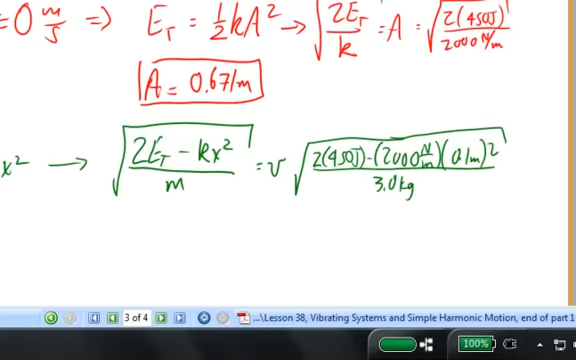 = 0 m/s ⇒ E_T = ½kA² → √(2E_T/k) = A = √(2(450J)/2000 N/m)
A = 0.671m
x² → √((2E_T - kx²)/m) = v √((2(450J) - (2000 N/m)(0.1m)²)/3.0kg)
3 of 4 ...\Lesson 38, Vibrating Systems and Simple Harmonic Motion, end of part 1
100%